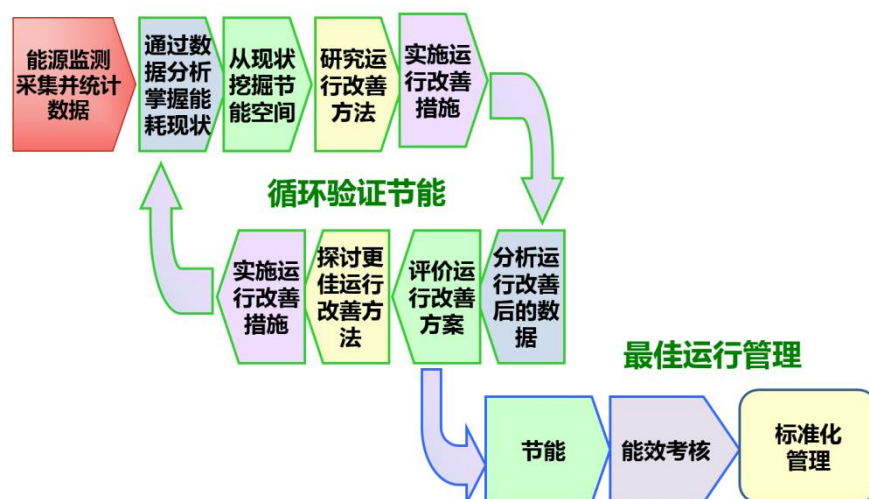 能源监测
采集并统计
数据
通过数
据分析
掌握能
耗现状
从现状
挖掘节
能空间
研究运
行改善
方法
实施运
行改善
措施
循环验证节能
实施运
行改善
措施
探讨更
佳运行
改善方
法
评价运
行改善
方案
分析运
行改善
后的数
据
最佳运行管理
节能
能效考核
标准化
管理